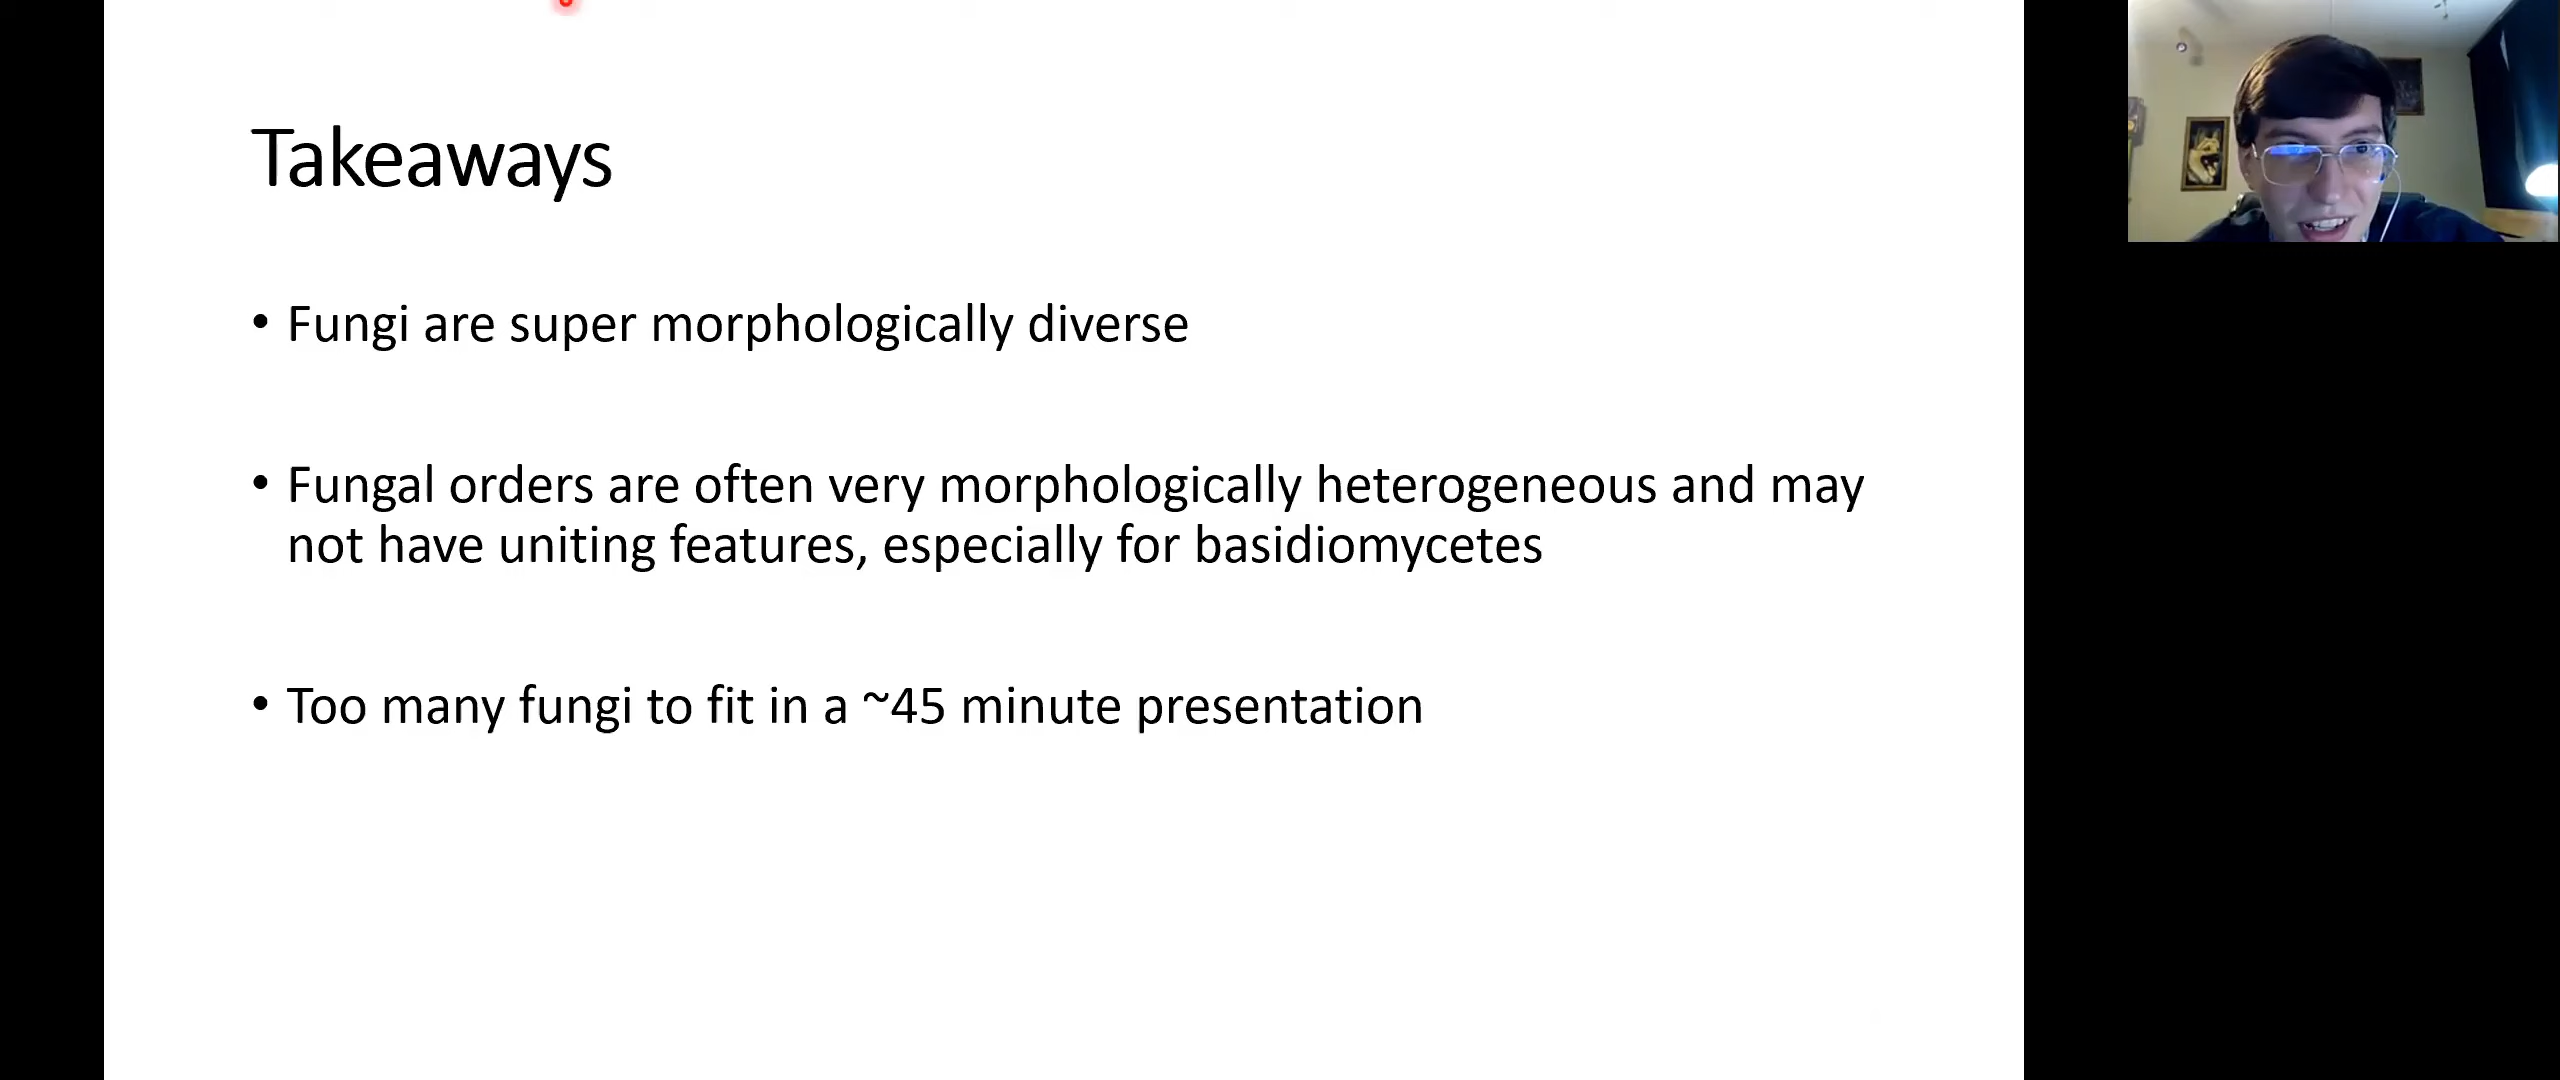 Takeaways
• Fungi are super morphologically diverse
• Fungal orders are often very morphologically heterogeneous and may
not have uniting features, especially for basidiomycetes
• Too many fungi to fit in a ~45 minute presentation